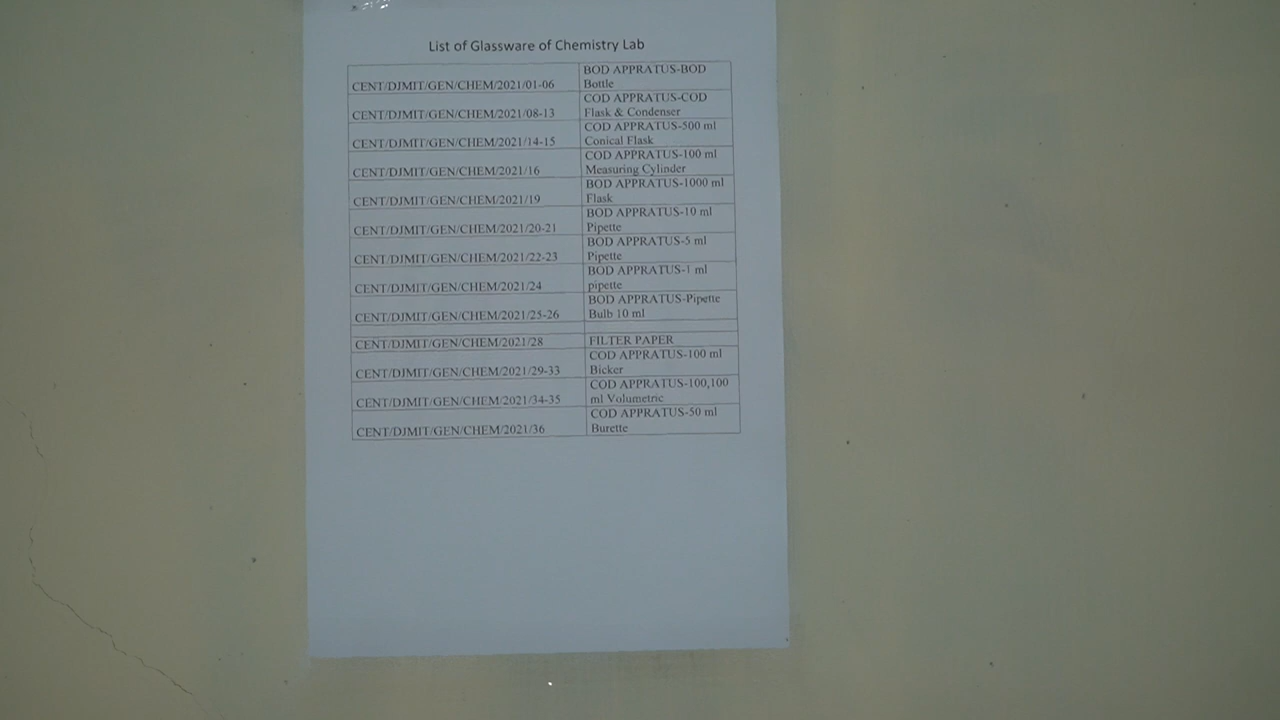 List of Glassware of Chemistry Lab
BOD APPRATUS-BOD
CENT/DJMIT/GEN/CHEM/2021/01-06 Bottle
COD APPRATUS-COD
CENT/DJMIT/GEN/CHEM/2021/08-13 Flask & Condenser
COD APPRATUS-500 ml
CENT/DJMIT/GEN/CHEM/2021/14-15 Conical Flask
COD APPRATUS-100 ml
CENT/DJMIT/GEN/CHEM/2021/16 Measuring Cylinder
BOD APPRATUS-1000 ml
CENT/DJMIT/GEN/CHEM/2021/19 Flask
BOD APPRATUS-10 ml
CENT/DJMIT/GEN/CHEM/2021/20-21 Pipette
BOD APPRATUS-5 ml
CENT/DJMIT/GEN/CHEM/2021/22-23 Pipette
BOD APPRATUS-1 ml
CENT/DJMIT/GEN/CHEM/2021/24 pipette
BOD APPRATUS-Pipette
CENT/DJMIT/GEN/CHEM/2021/25-26 Bulb 10 ml
CENT/DJMIT/GEN/CHEM/2021/28 FILTER PAPER
COD APPRATUS-100 ml
CENT/DJMIT/GEN/CHEM/2021/29-33 Bicker
COD APPRATUS-100,100
CENT/DJMIT/GEN/CHEM/2021/34-35 ml Volumetric
COD APPRATUS-50 ml
CENT/DJMIT/GEN/CHEM/2021/36 Burette